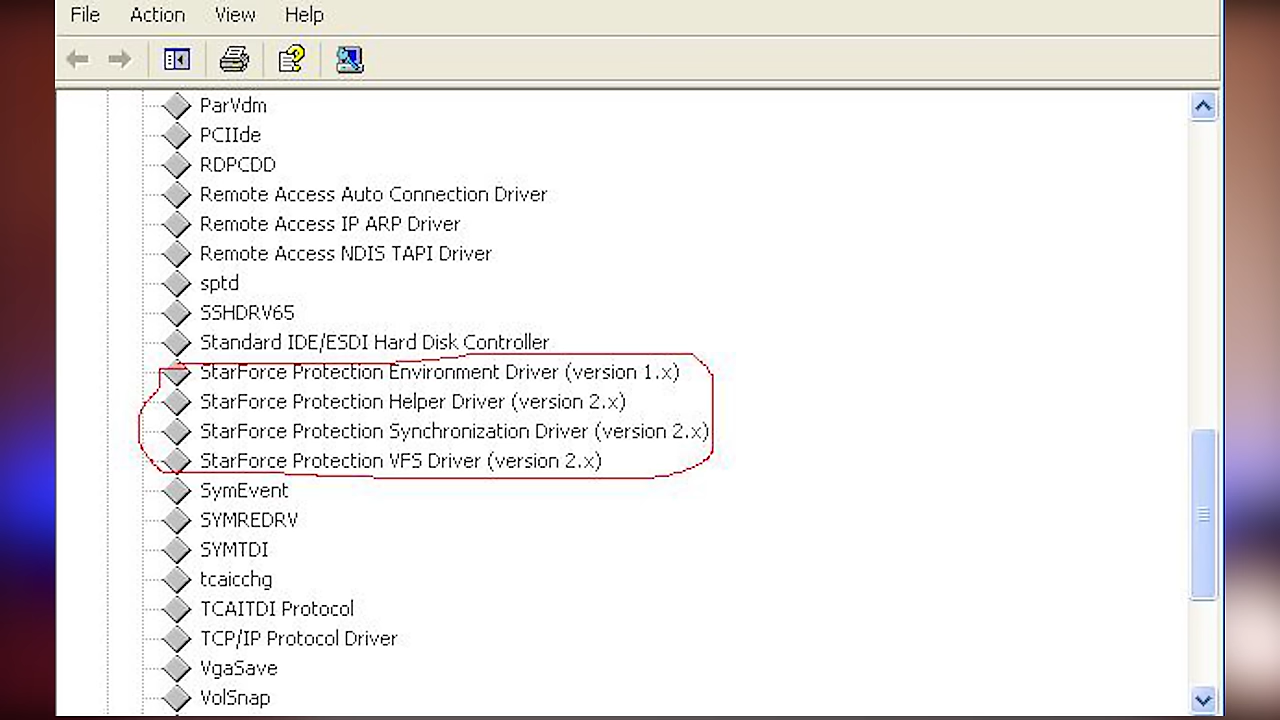 File Action View Help
ParVdm
PCIIde
RDPCDD
Remote Access Auto Connection Driver
Remote Access IP ARP Driver
Remote Access NDIS TAPI Driver
sptd
SSHDRV65
Standard IDE/ESDI Hard Disk Controller
StarForce Protection Environment Driver (version 1.x)
StarForce Protection Helper Driver (version 2.x)
StarForce Protection Synchronization Driver (version 2.x)
StarForce Protection VFS Driver (version 2.x)
SymEvent
SYMREDRV
SYMTDI
tcaicchg
TCAITDI Protocol
TCP/IP Protocol Driver
VgaSave
VolSnap